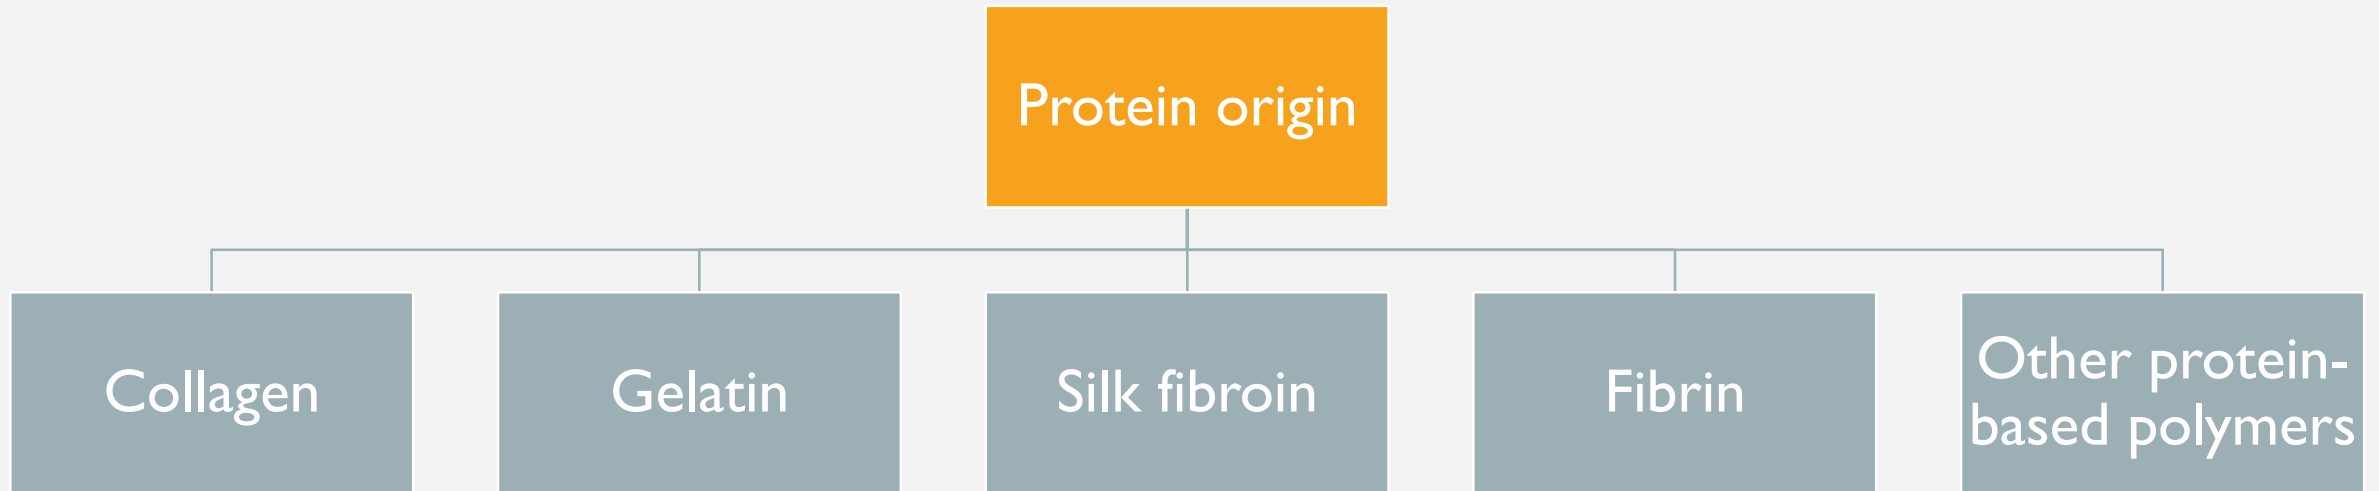 Protein origin
Collagen
Gelatin
Silk fibroin
Fibrin
Other protein-
based polymers